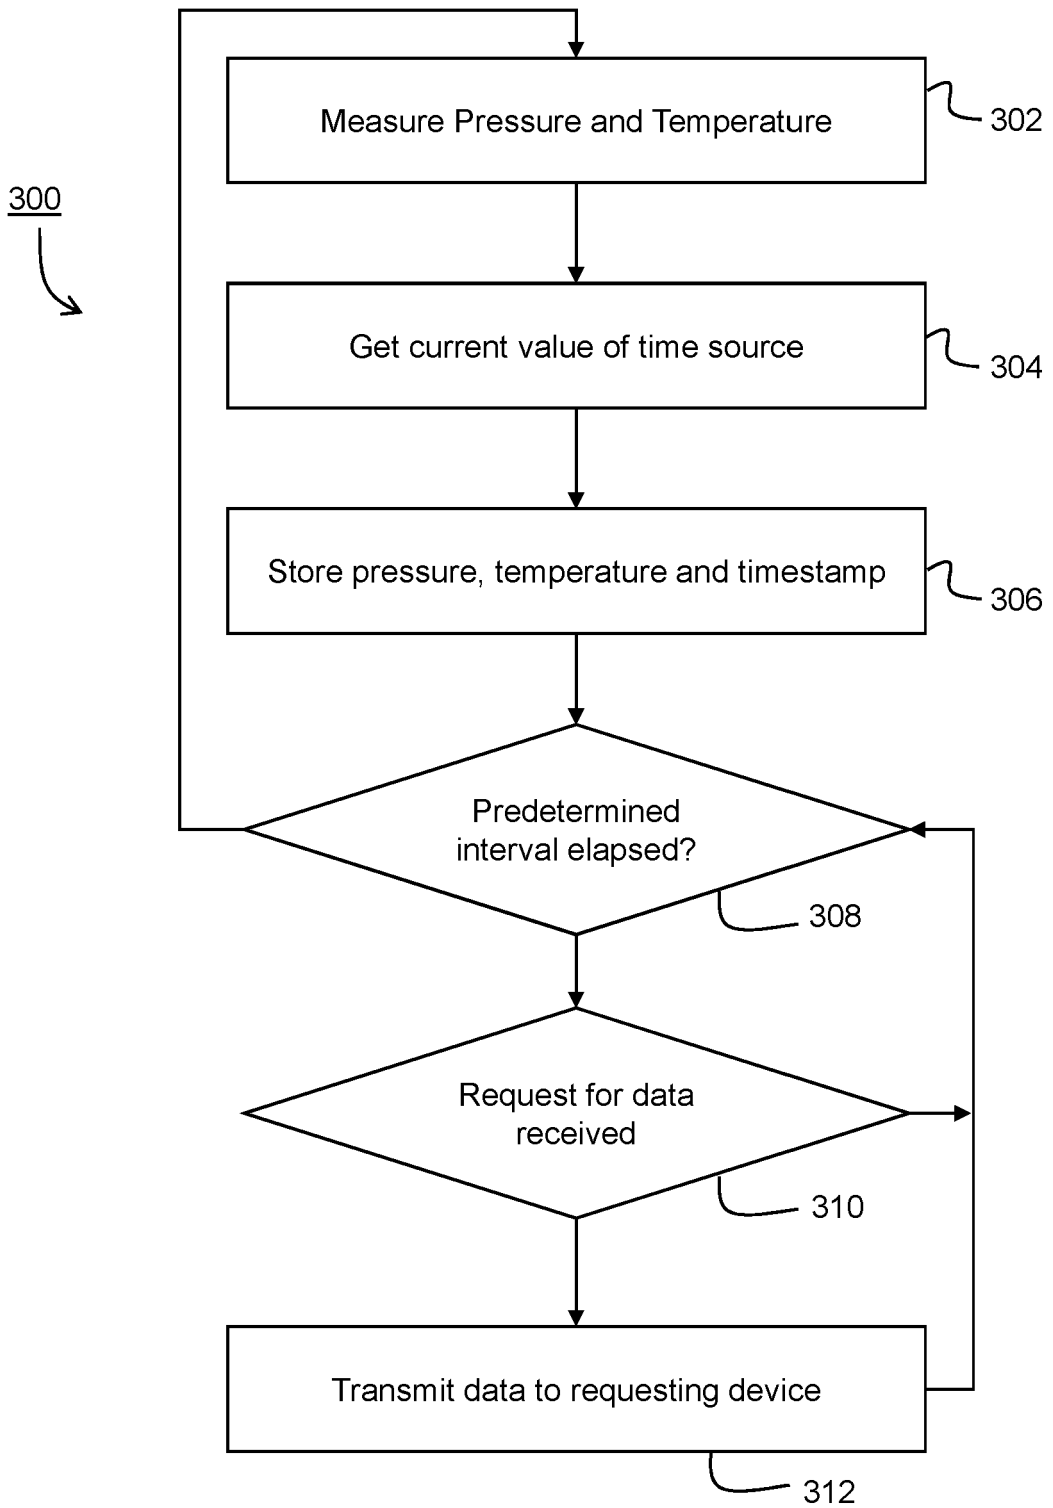 Measure Pressure and Temperature
302
300
Get current value of time source
304
Store pressure, temperature and timestamp
306
Predetermined
interval elapsed?
308
Request for data
received
310
Transmit data to requesting device
312